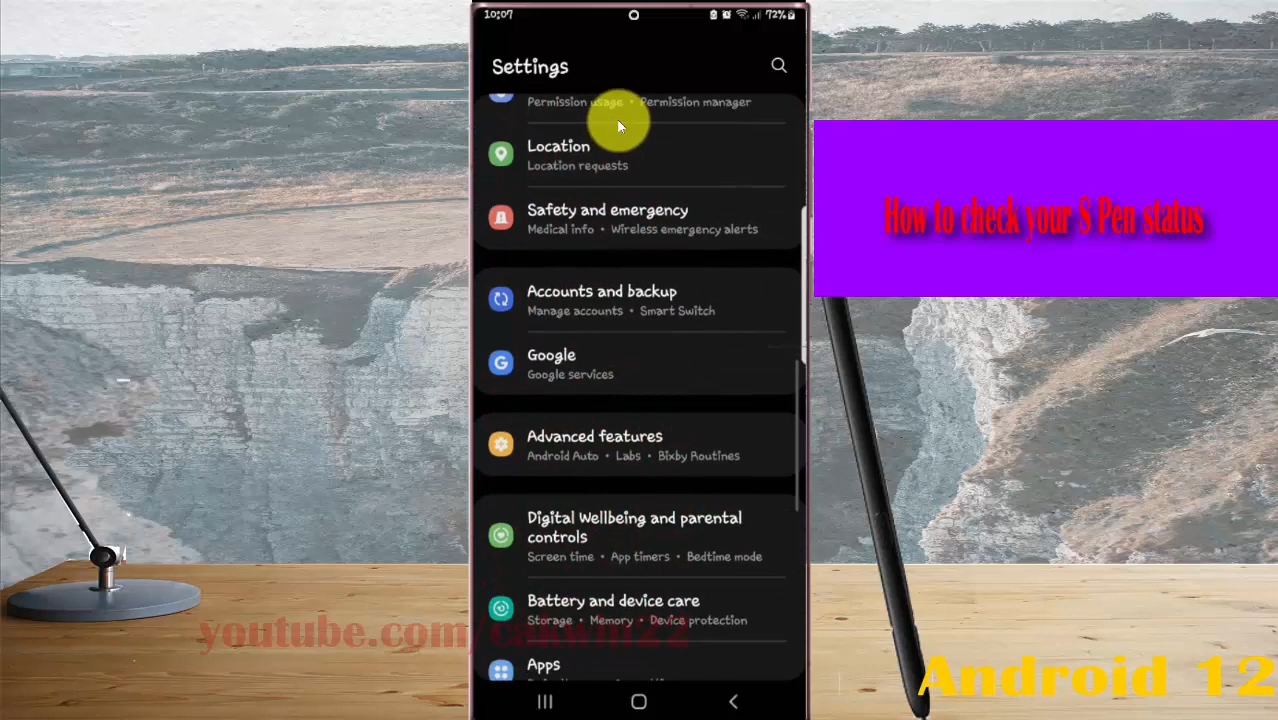 10:07
72%
Settings
Permission usage • Permission manager
Location
Location requests
Safety and emergency
Medical info • Wireless emergency alerts
Accounts and backup
Manage accounts • Smart Switch
Google
Google services
Advanced features
Android Auto • Labs • Bixby Routines
Digital Wellbeing and parental
controls
Screen time • App timers • Bedtime mode
Battery and device care
Storage • Memory • Device protection
Apps
How to check your S Pen status
youtube.com/cakwm22
Android 12